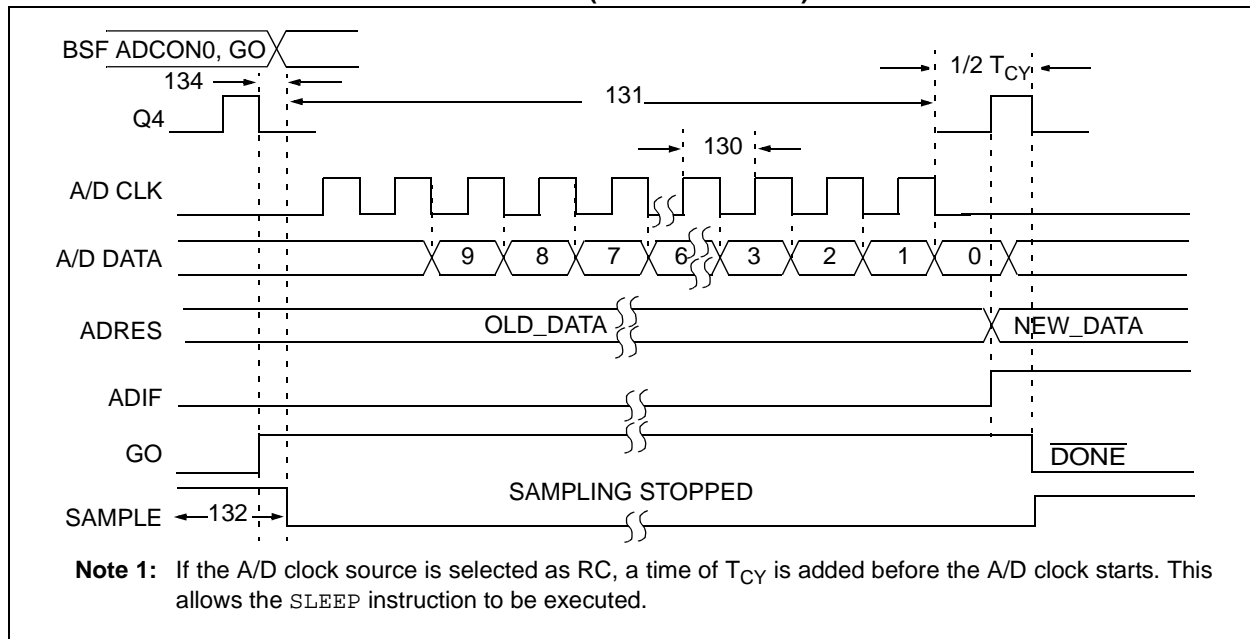 BSF ADCON0, GO
134
131
1/2 TCY
Q4
130
A/D CLK
A/D DATA
9 8 7 6 3 2 1 0
ADRES
OLD_DATA
NEW_DATA
ADIF
GO
DONE
SAMPLING STOPPED
SAMPLE
132
Note 1: If the A/D clock source is selected as RC, a time of TCY is added before the A/D clock starts. This
allows the SLEEP instruction to be executed.